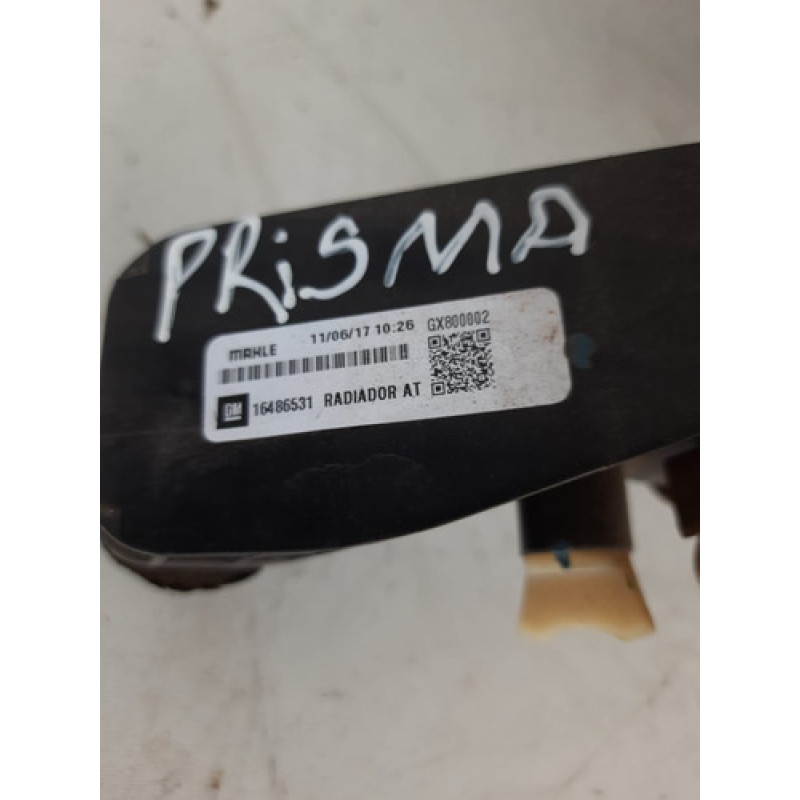 PRiSMA
MAHLE 11/06/17 10:26 GX800002
GM 16486531 RADIADOR AT